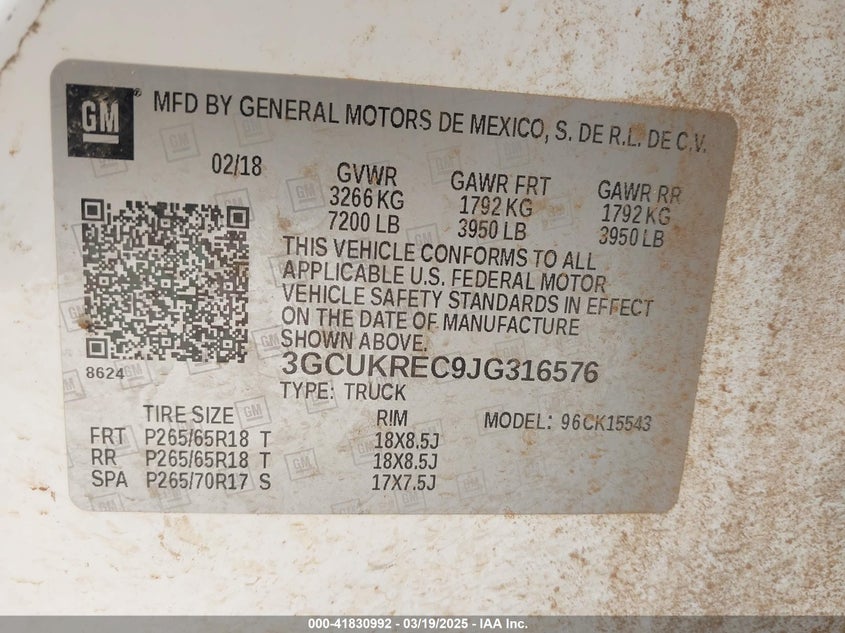 GM
MFD BY GENERAL MOTORS DE MEXICO, S. DE R.L. DE C.V.
02/18 GVWR GAWR FRT GAWR RR
3266 KG 1792 KG 1792 KG
7200 LB 3950 LB 3950 LB
THIS VEHICLE CONFORMS TO ALL
APPLICABLE U.S. FEDERAL MOTOR
VEHICLE SAFETY STANDARDS IN EFFECT
ON THE DATE OF MANUFACTURE
SHOWN ABOVE.
8624 3GCUKREC9JG316576
TYPE: TRUCK
TIRE SIZE RIM MODEL: 96CK15543
FRT P265/65R18 T 18X8.5J
RR P265/65R18 T 18X8.5J
SPA P265/70R17 S 17X7.5J
000-41830992 - 03/19/2025 - IAA Inc.